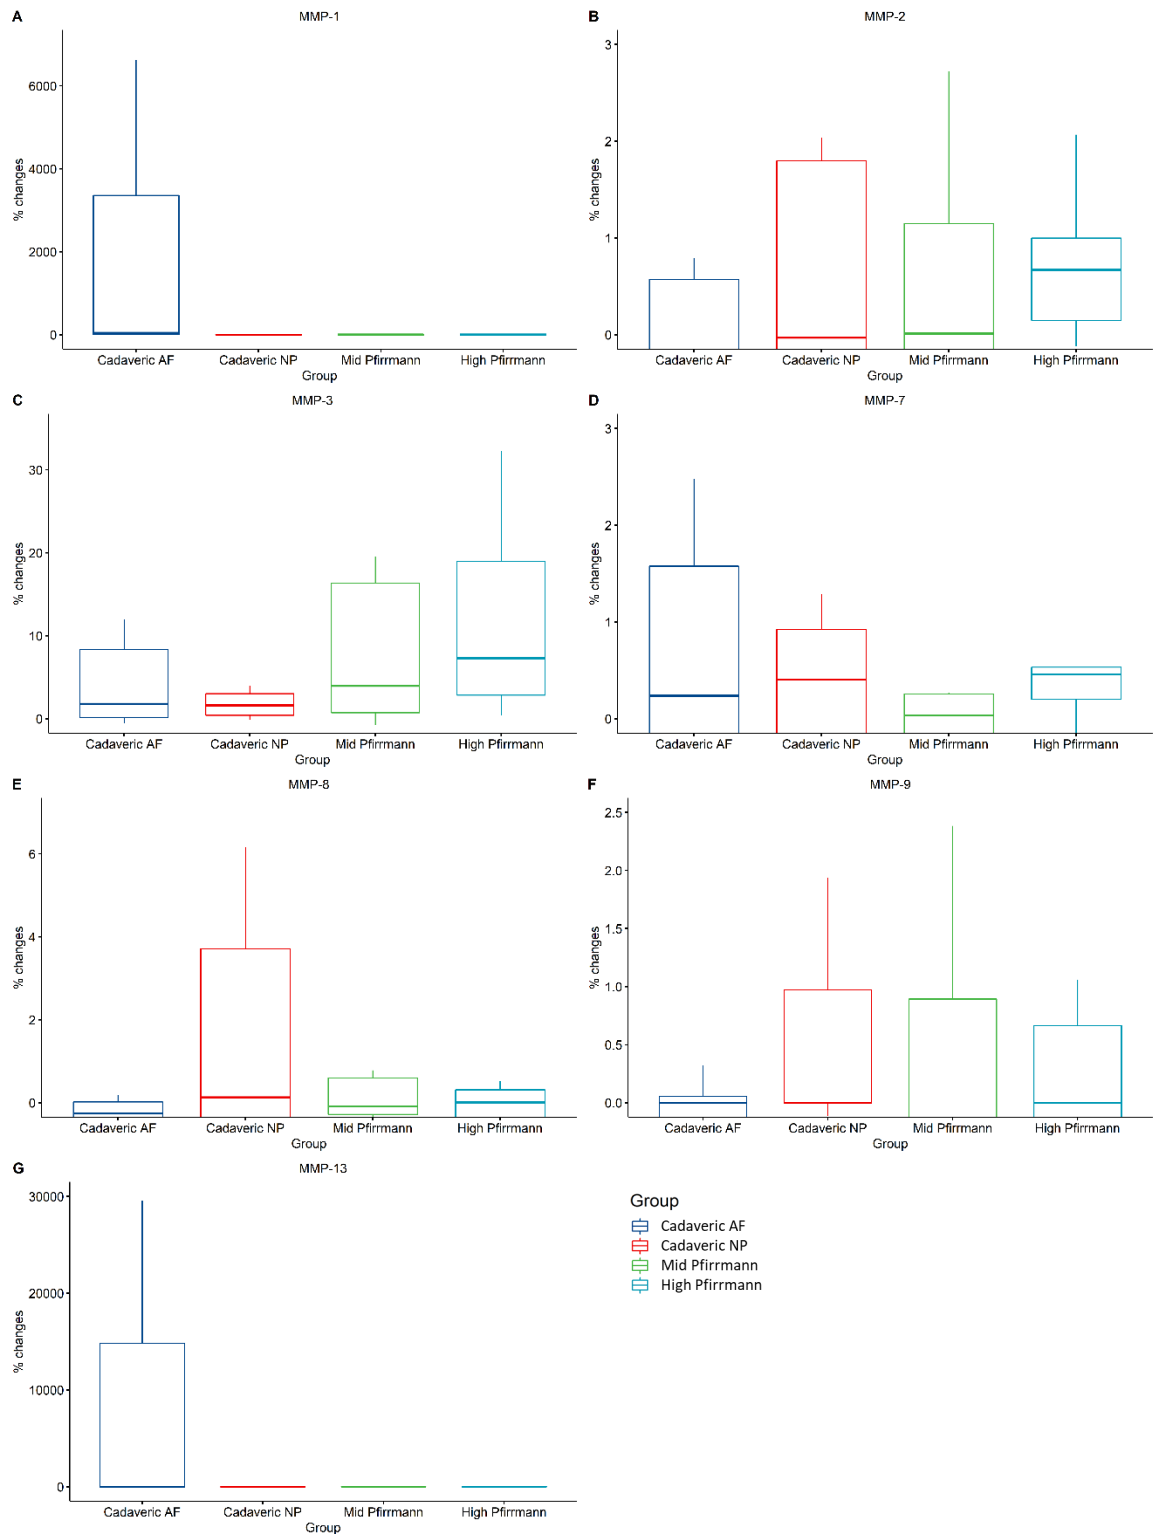 A
MMP-1
% changes
6000
4000
2000
0
Cadaveric AF Cadaveric NP Mid Pfirrmann High Pfirrmann
Group
B
MMP-2
% changes
3
2
1
0
Cadaveric AF Cadaveric NP Mid Pfirrmann High Pfirrmann
Group
C
MMP-3
% changes
30
20
10
0
Cadaveric AF Cadaveric NP Mid Pfirrmann High Pfirrmann
Group
D
MMP-7
% changes
3
2
1
0
Cadaveric AF Cadaveric NP Mid Pfirrmann High Pfirrmann
Group
E
MMP-8
% changes
6
4
2
0
Cadaveric AF Cadaveric NP Mid Pfirrmann High Pfirrmann
Group
F
MMP-9
% changes
2.5
2.0
1.5
1.0
0.5
0.0
Cadaveric AF Cadaveric NP Mid Pfirrmann High Pfirrmann
Group
G
MMP-13
% changes
30000
20000
10000
0
Cadaveric AF Cadaveric NP Mid Pfirrmann High Pfirrmann
Group
Group
Cadaveric AF
Cadaveric NP
Mid Pfirrmann
High Pfirrmann